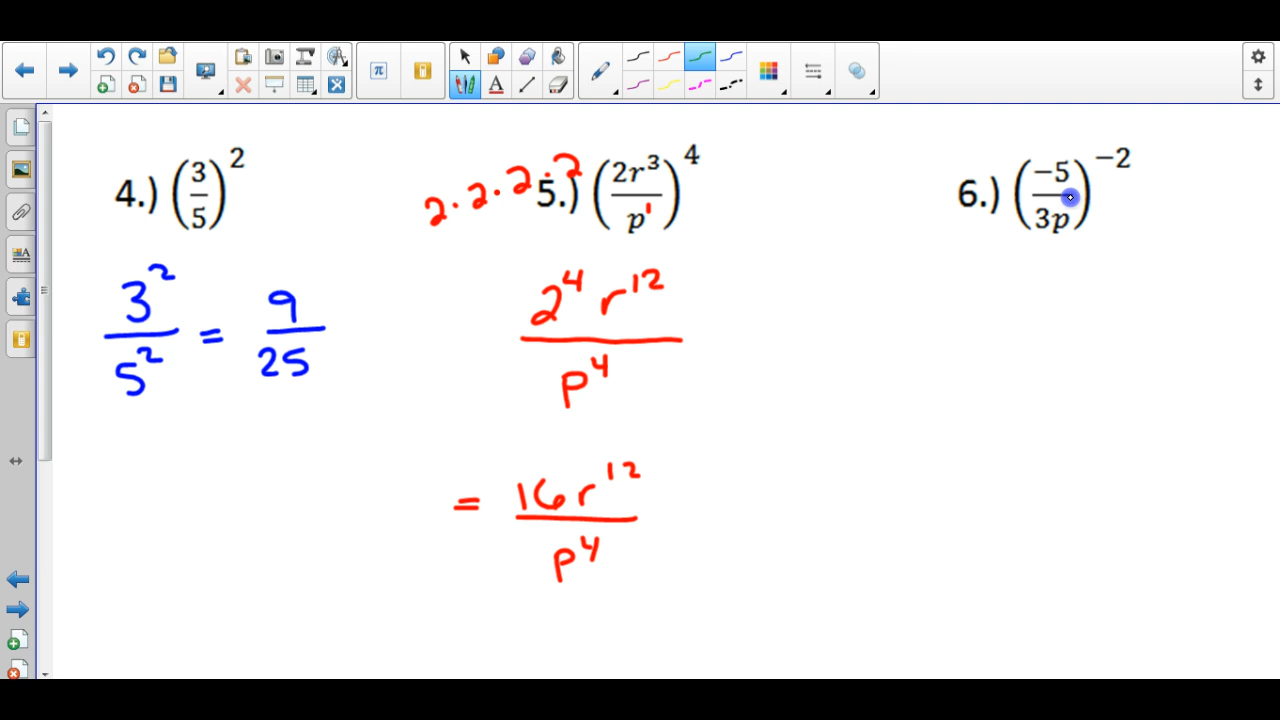 4.) (3/5)^2
2·2·2·2
5.) (2r^3/p^1)^4
6.) (-5/3p)^-2
3^2/5^2 = 9/25
2^4 r^12/p^4
= 16r^12/p^4